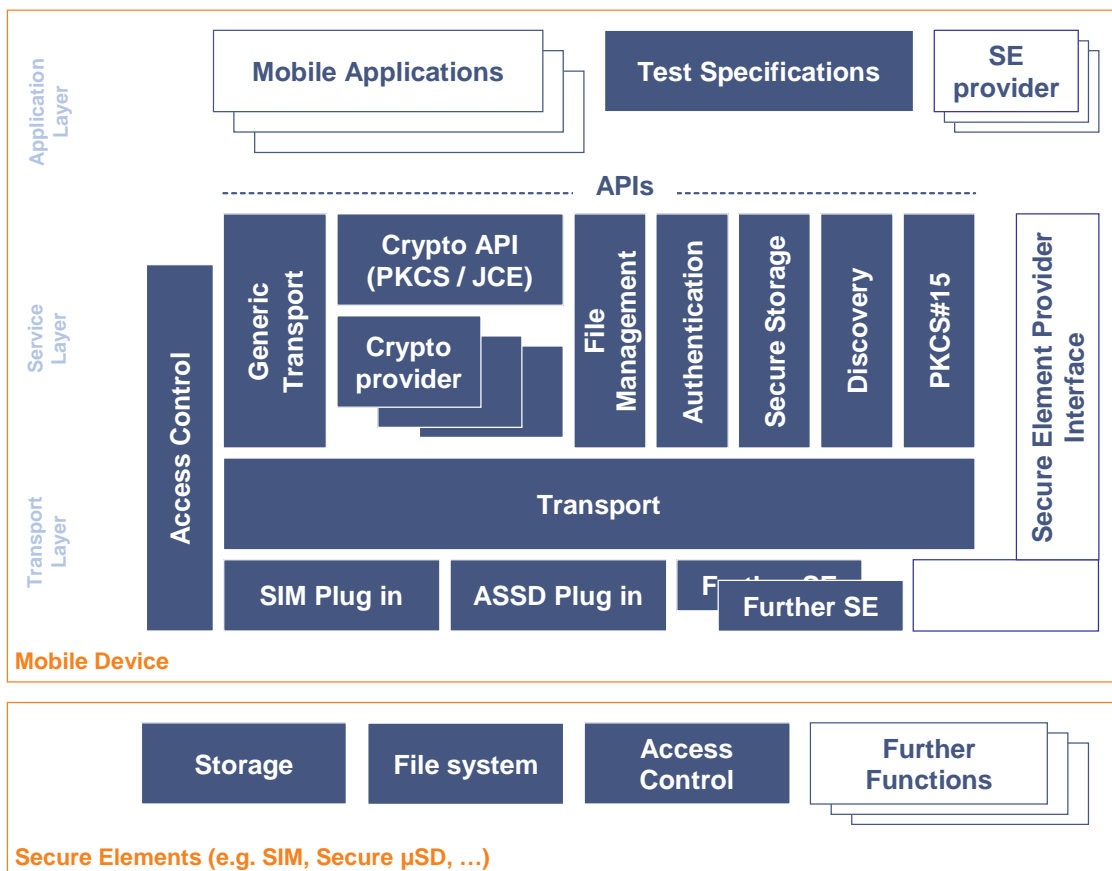 Application
Layer
Mobile Applications
Test Specifications
SE
provider
APIs
Service
Layer
Access Control
Generic
Transport
Crypto API
(PKCS / JCE)
Crypto
provider
File
Management
Authentication
Secure Storage
Discovery
PKCS#15
Secure Element Provider
Interface
Transport
Layer
Transport
SIM Plug in
ASSD Plug in
Further SE
Further SE
Mobile Device
Storage
File system
Access
Control
Further
Functions
Secure Elements (e.g. SIM, Secure µSD, …)